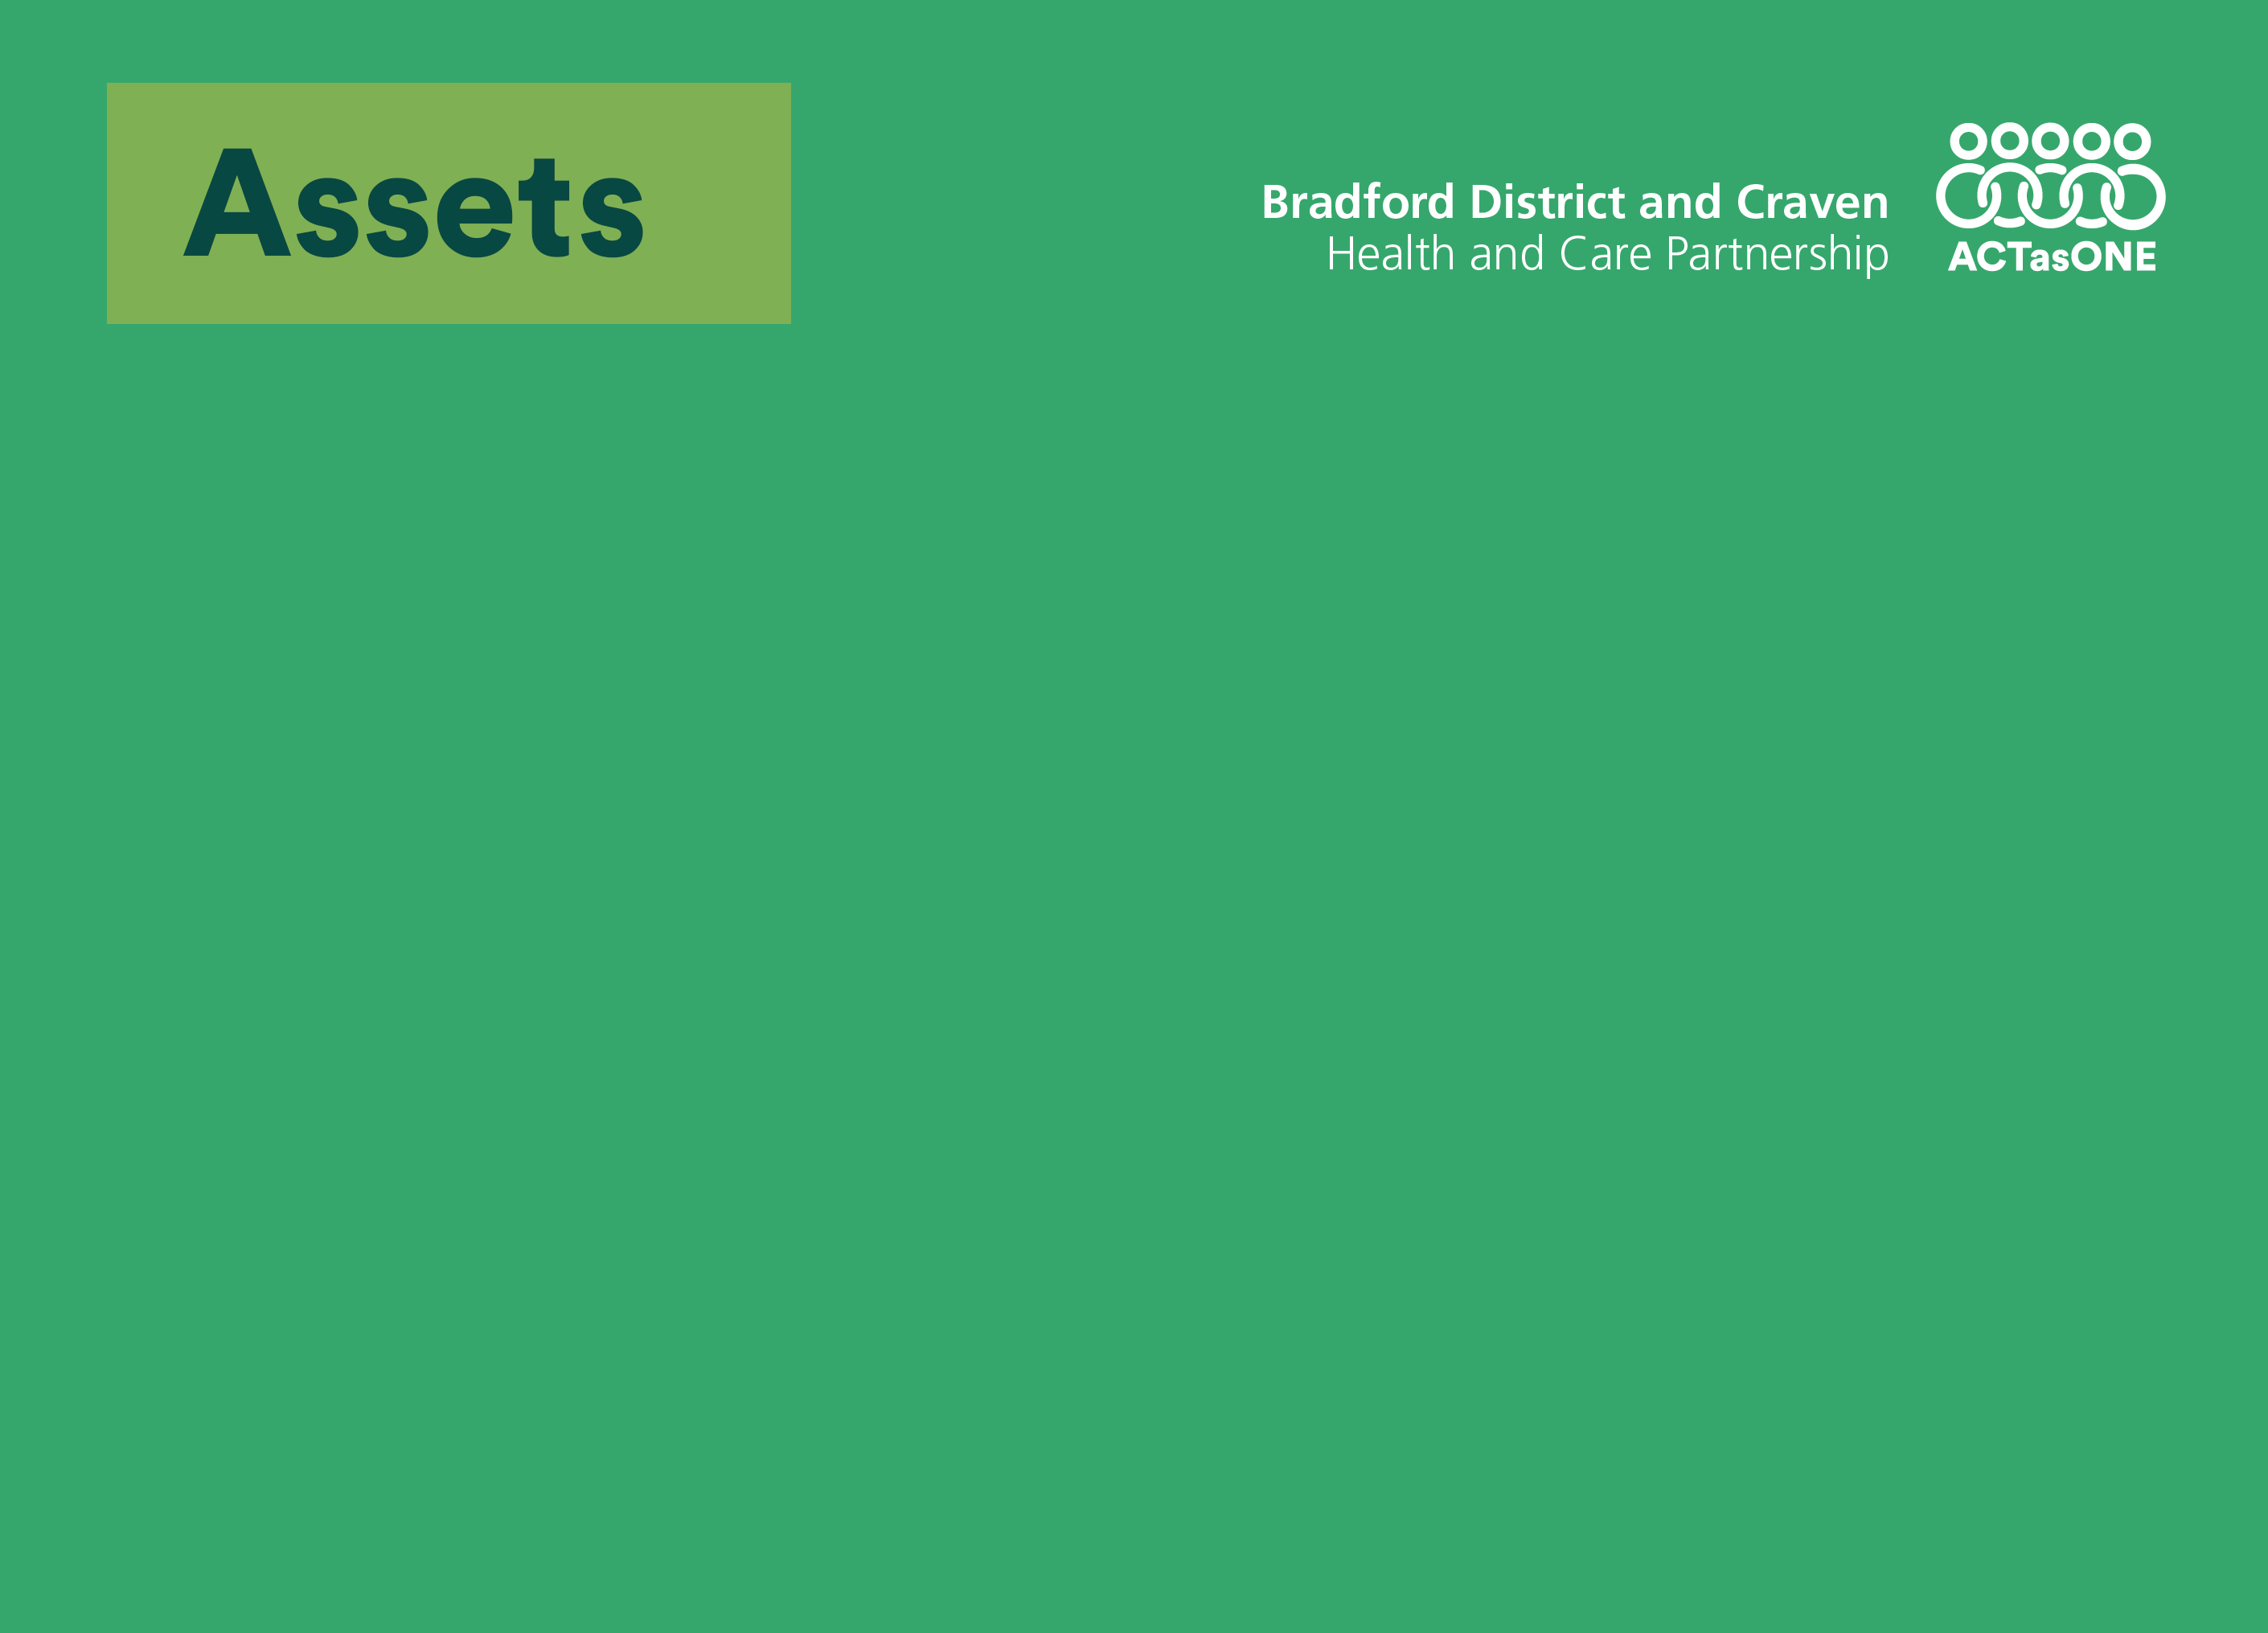 Assets
Bradford District and Craven
Health and Care Partnership
ACTasONE